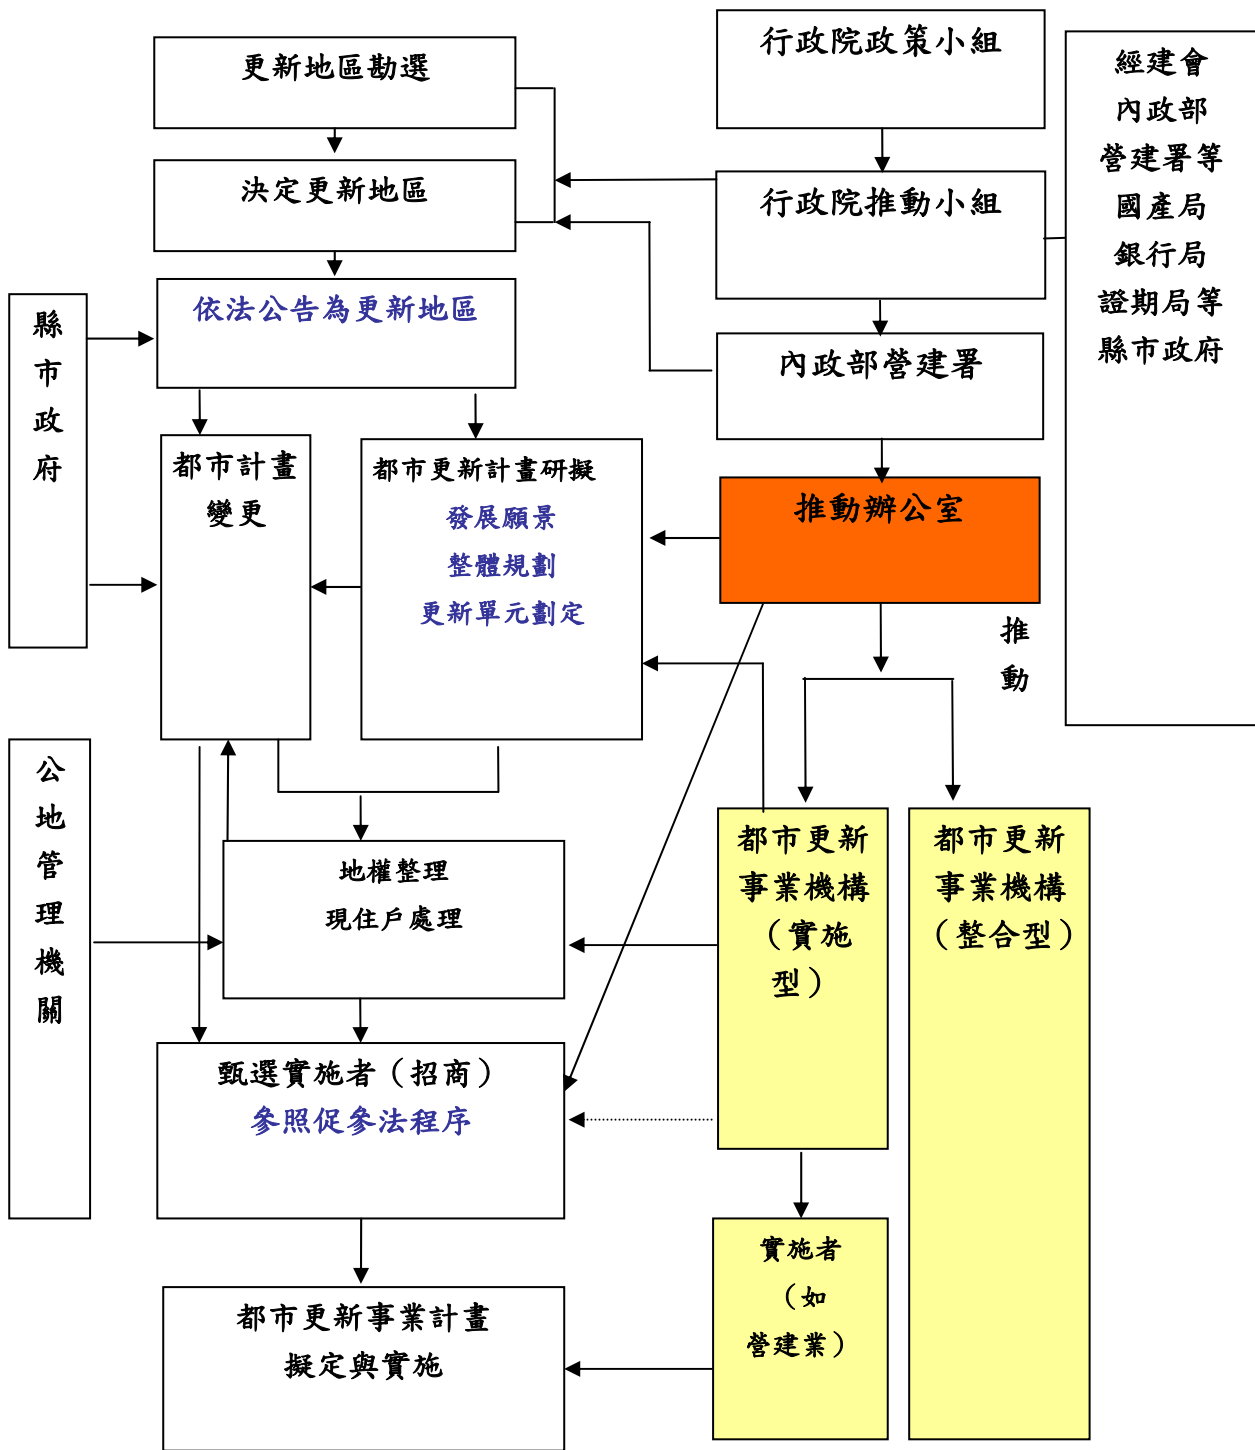 更新地區勘選
決定更新地區
依法公告為更新地區
縣
市
政
府
都市計畫
變更
都市更新計畫研擬
發展願景
整體規劃
更新單元劃定
公
地
管
理
機
關
地權整理
現住戶處理
甄選實施者（招商）
參照促參法程序
都市更新事業計畫
擬定與實施
行政院政策小組
行政院推動小組
內政部營建署
推動辦公室
推
動
都市更新
事業機構
（實施
型）
都市更新
事業機構
（整合型）
實施者
（如
營建業）
經建會
內政部
營建署等
國產局
銀行局
證期局等
縣市政府